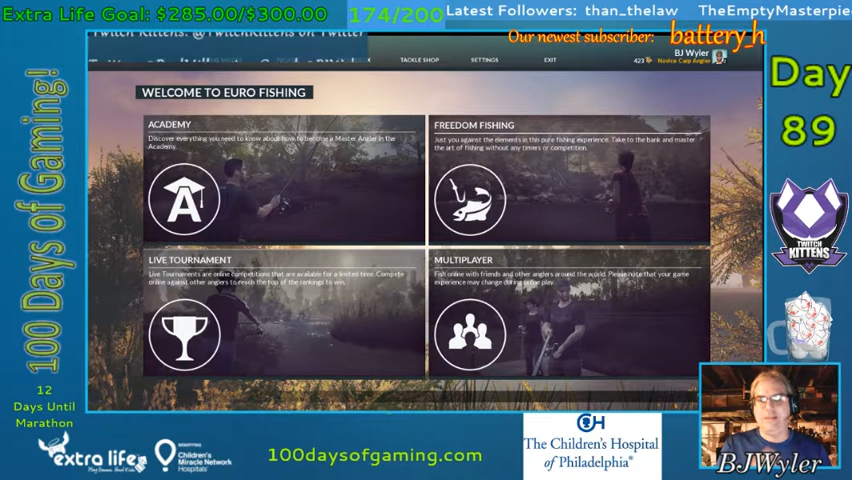 Extra Life Goal: $285.00/$300.00
174/200
Latest Followers: than_thelaw TheEmptyMasterpie
Twitch Kittens: @TwitchKittens on Twitter
Our newest subscriber: battery_h
TACKLE SHOP SETTINGS EXIT
423
BJ Wyler
Novice Carp Angler
WELCOME TO EURO FISHING
ACADEMY
Discover everything you need to know about how to become a Master Angler in the
Academy.
A
FREEDOM FISHING
Just you against the elements in this pure fishing experience. Take to the bank and master
the art of fishing without any timers or competition.
LIVE TOURNAMENT
Live Tournaments are online competitions that are available for a limited time. Compete
online against other anglers to reach the top of the rankings to win.
MULTIPLAYER
Fish online with friends and other anglers around the world. Please note that your game
experience may change during online play.
100 Days of Gaming!
12
Days Until
Marathon
Day
89
TWITCH
KITTENS
extra life
Play Games. Heal Kids.
BENEFITING
Children's
Miracle Network
Hospitals
100daysofgaming.com
CH
The Children's Hospital
of Philadelphia®
BJWyler